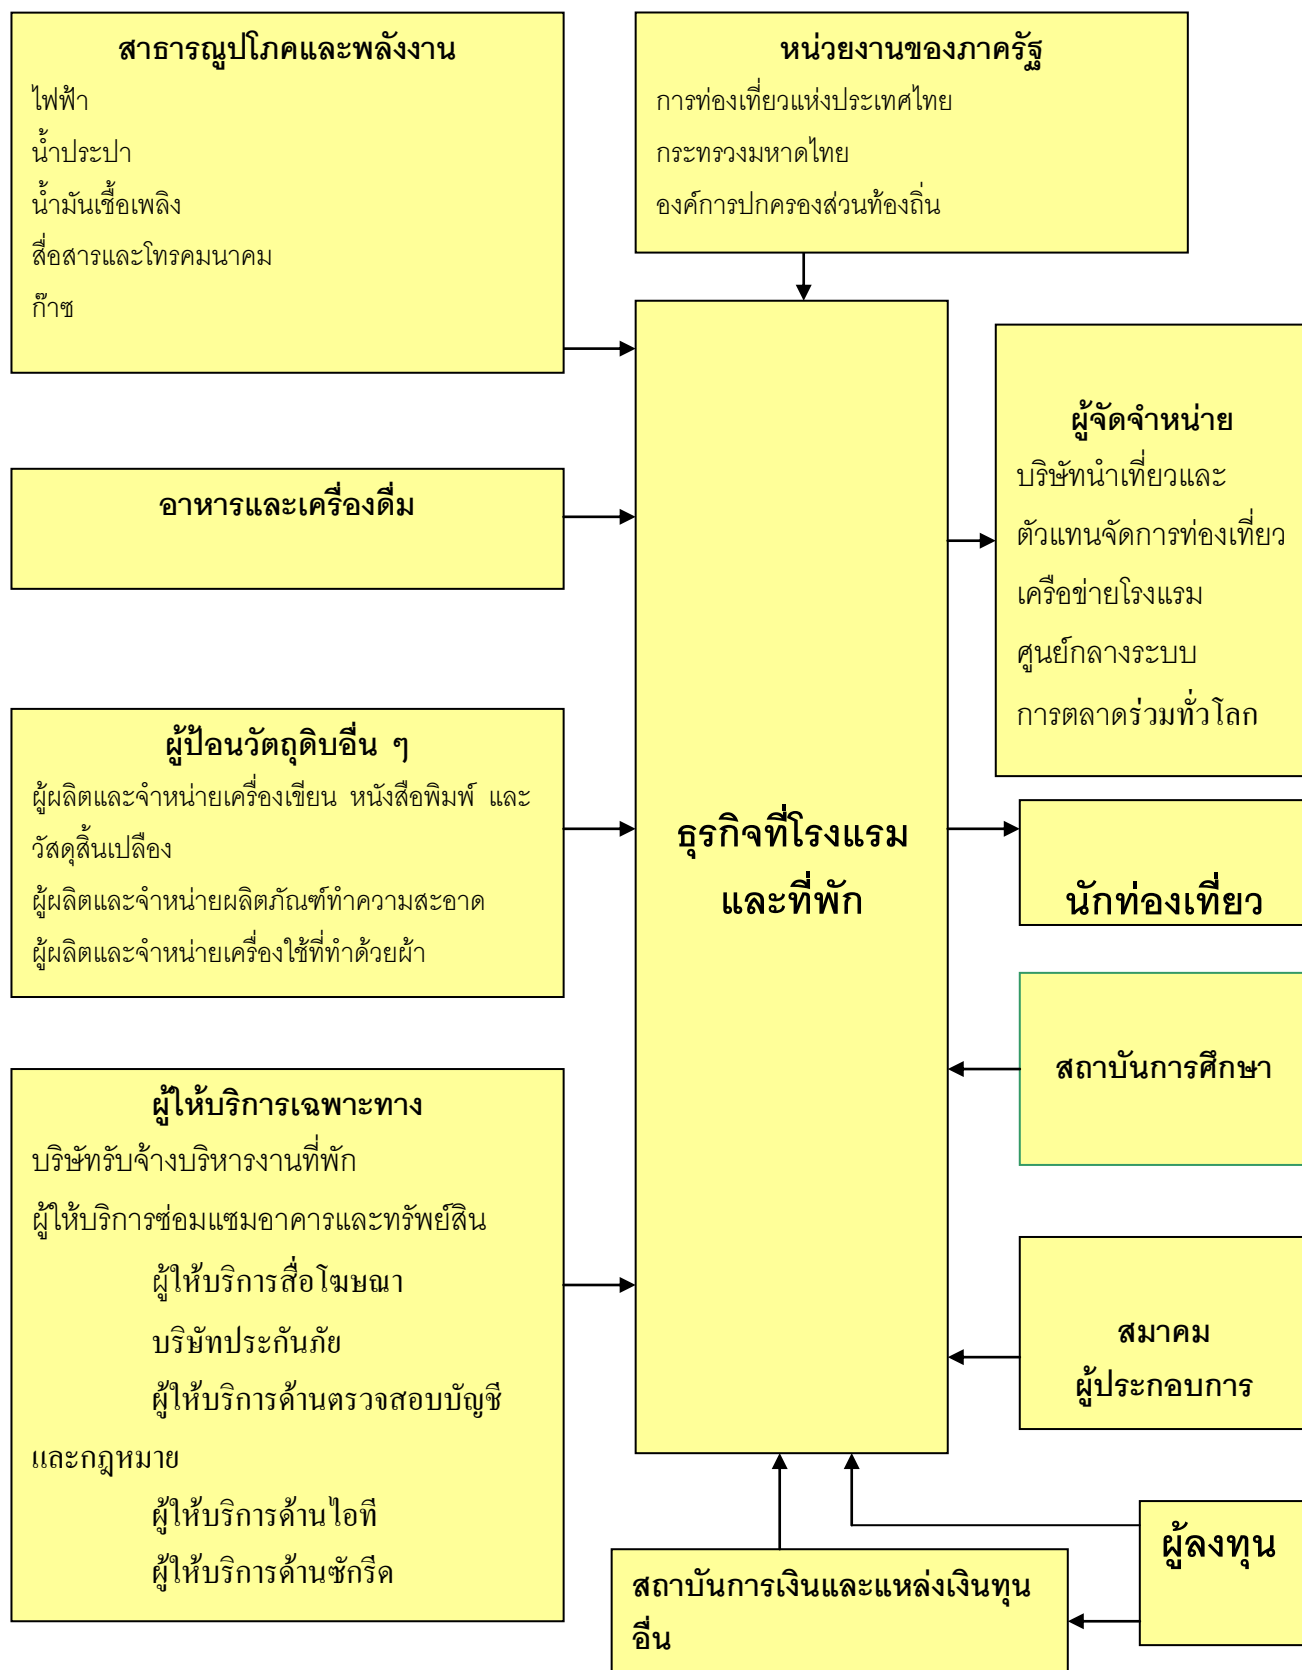 สาธารณูปโภคและพลังงาน
ไฟฟ้า
น้ำประปา
น้ำมันเชื้อเพลิง
สื่อสารและโทรคมนาคม
ก๊าซ
หน่วยงานของภาครัฐ
การท่องเที่ยวแห่งประเทศไทย
กระทรวงมหาดไทย
องค์การปกครองส่วนท้องถิ่น
อาหารและเครื่องดื่ม
ผู้ป้อนวัตถุดิบอื่น ๆ
ผู้ผลิตและจำหน่ายเครื่องเขียน หนังสือพิมพ์ และ
วัสดุสิ้นเปลือง
ผู้ผลิตและจำหน่ายผลิตภัณฑ์ทำความสะอาด
ผู้ผลิตและจำหน่ายเครื่องใช้ที่ทำด้วยผ้า
ผู้ให้บริการเฉพาะทาง
บริษัทรับจ้างบริหารงานที่พัก
ผู้ให้บริการซ่อมแซมอาคารและทรัพย์สิน
ผู้ให้บริการสื่อโฆษณา
บริษัทประกันภัย
ผู้ให้บริการด้านตรวจสอบบัญชี
และกฎหมาย
ผู้ให้บริการด้านไอที
ผู้ให้บริการด้านซักรีด
ธุรกิจที่โรงแรม
และที่พัก
ผู้จัดจำหน่าย
บริษัทนำเที่ยวและ
ตัวแทนจัดการท่องเที่ยว
เครือข่ายโรงแรม
ศูนย์กลางระบบ
การตลาดร่วมทั่วโลก
นักท่องเที่ยว
สถาบันการศึกษา
สมาคม
ผู้ประกอบการ
ผู้ลงทุน
สถาบันการเงินและแหล่งเงินทุน
อื่น